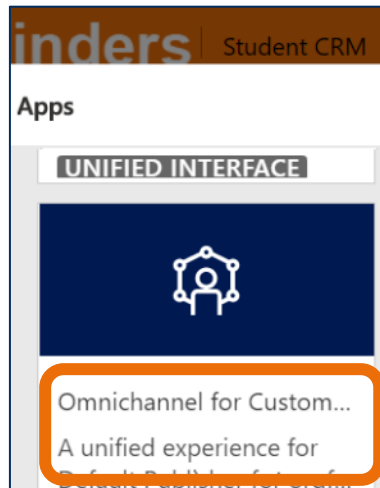 inders Student CRM
Apps
UNIFIED INTERFACE
Omnichannel for Custom...
A unified experience for